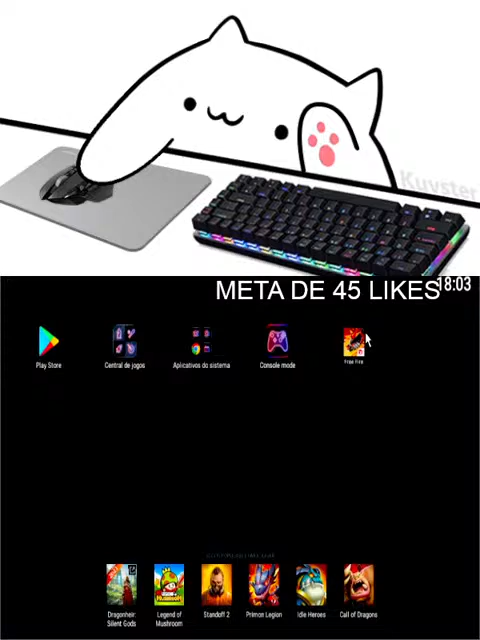 Kuvster
META DE 45 LIKES
18:03
Play Store
Central de jogos
Aplicativos do sistema
Console mode
Free Fire
Dragonheir:
Silent Gods
Legend of
Mushroom
Standoff 2
Primon Legion
Idle Heroes
Call of Dragons